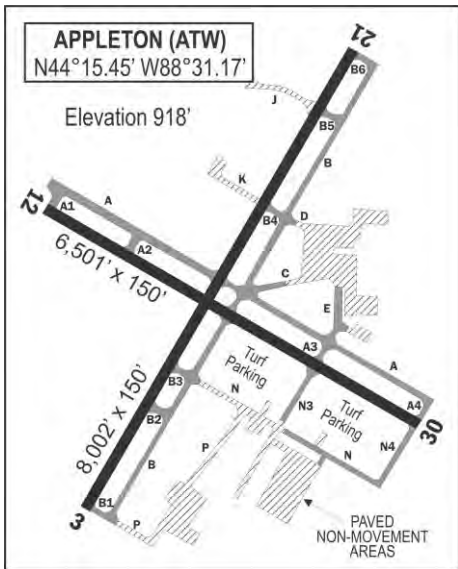 APPLETON (ATW)
N44°15.45' W88°31.17'
Elevation 918'
21
B6
J
B5
B
K
B4
D
12
A1
A
A2
6,501' x 150'
C
E
A3
A
Turf
Parking
B3
N
N3
Turf
Parking
A4
30
8,002' x 150'
B2
B
P
N
N4
B1
3
P
PAVED
NON-MOVEMENT
AREAS